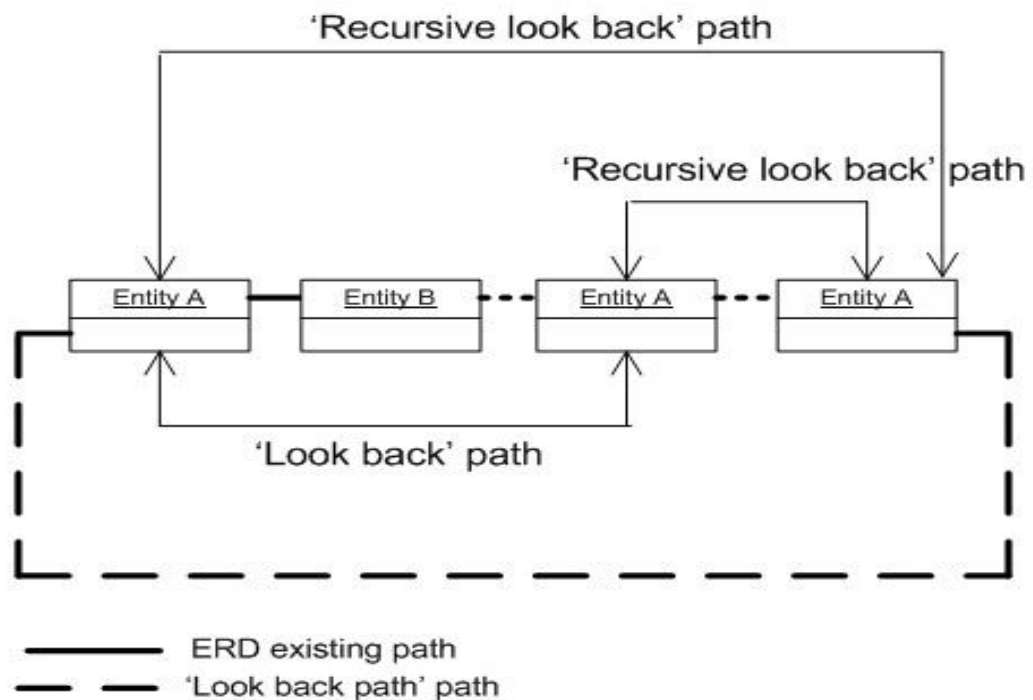 ‘Recursive look back’ path
‘Recursive look back’ path
Entity A
Entity B
Entity A
Entity A
‘Look back’ path
ERD existing path
‘Look back path’ path